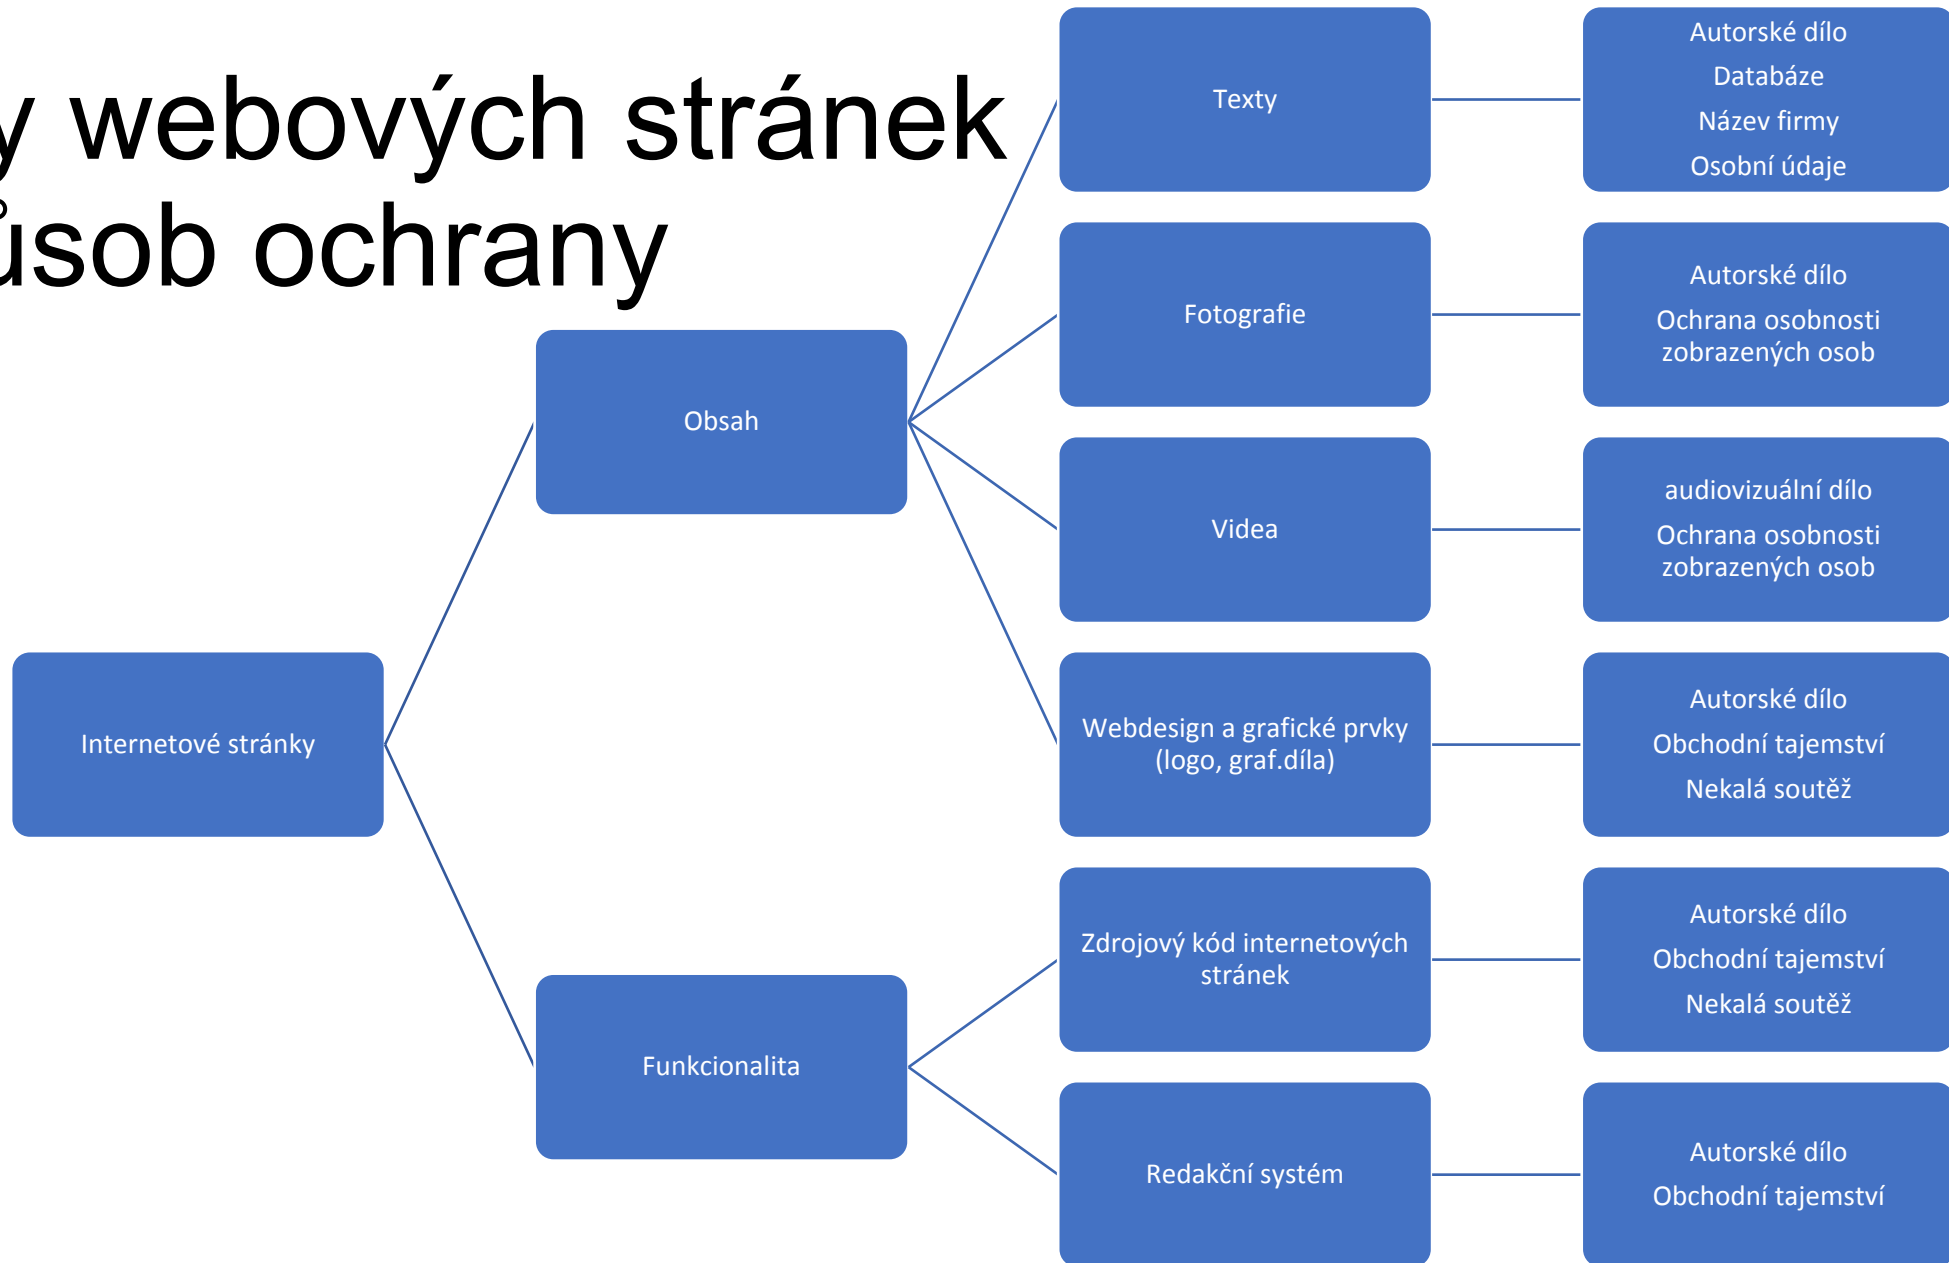 y webových stránek
ůsob ochrany
Internetové stránky
Obsah
Texty
Autorské dílo
Databáze
Název firmy
Osobní údaje
Fotografie
Autorské dílo
Ochrana osobnosti
zobrazených osob
Videa
audiovizuální dílo
Ochrana osobnosti
zobrazených osob
Webdesign a grafické prvky
(logo, graf.díla)
Autorské dílo
Obchodní tajemství
Nekalá soutěž
Funkcionalita
Zdrojový kód internetových
stránek
Autorské dílo
Obchodní tajemství
Nekalá soutěž
Redakční systém
Autorské dílo
Obchodní tajemství